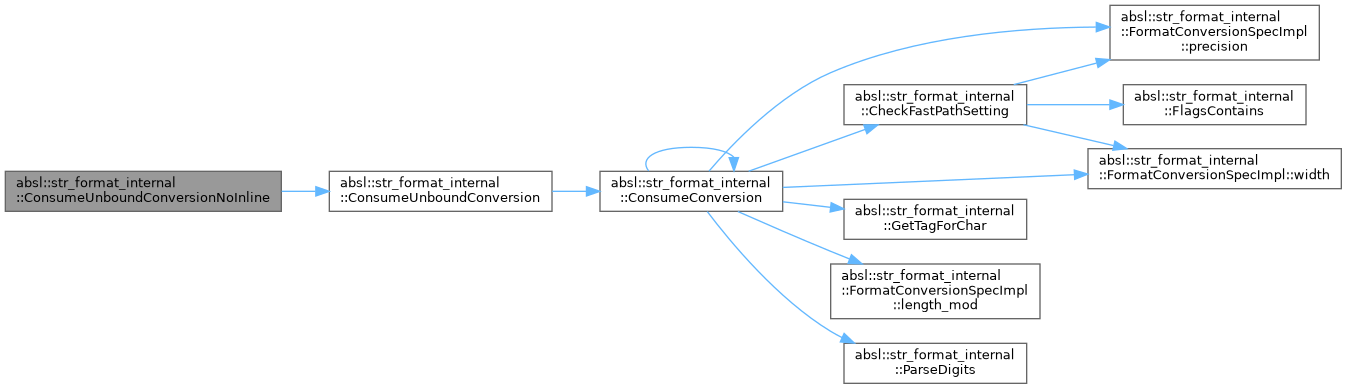 absl::str_format_internal
::ConsumeUnboundConversionNoInline
absl::str_format_internal
::ConsumeUnboundConversion
absl::str_format_internal
::ConsumeConversion
absl::str_format_internal
::FormatConversionSpecImpl
::precision
absl::str_format_internal
::CheckFastPathSetting
absl::str_format_internal
::FlagsContains
absl::str_format_internal
::FormatConversionSpecImpl::width
absl::str_format_internal
::GetTagForChar
absl::str_format_internal
::FormatConversionSpecImpl
::length_mod
absl::str_format_internal
::ParseDigits